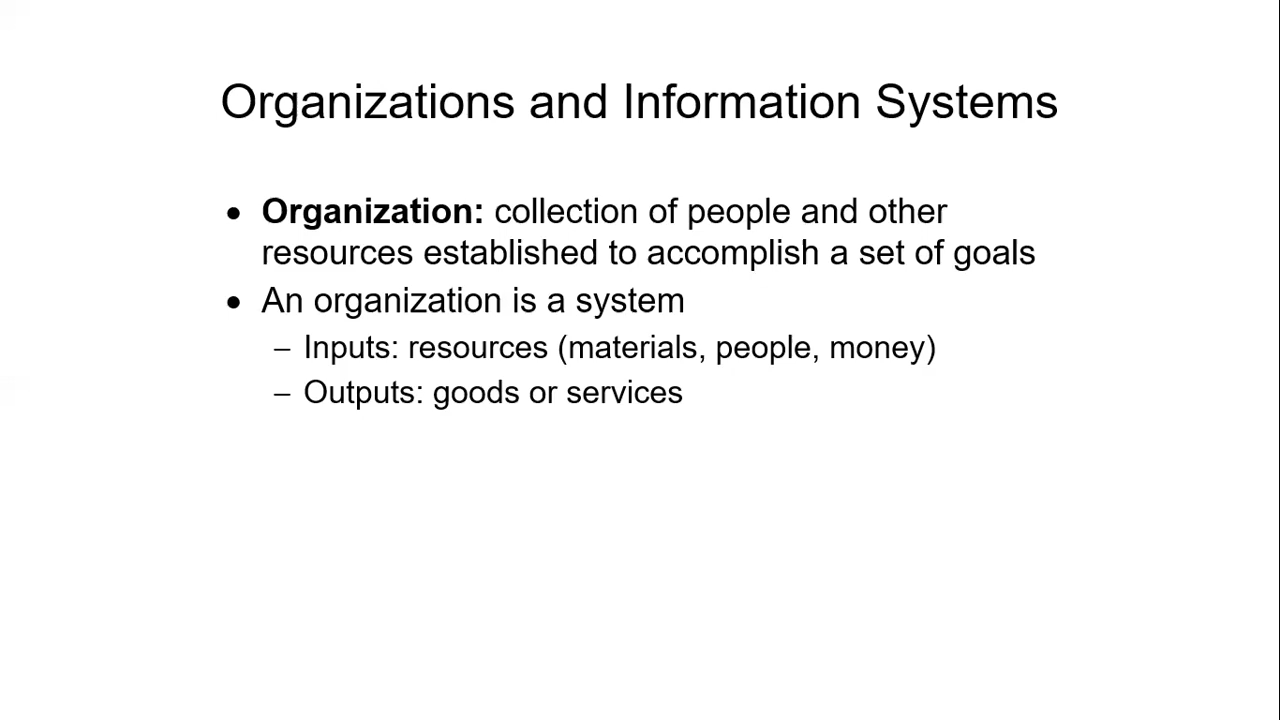 Organizations and Information Systems
• Organization: collection of people and other
resources established to accomplish a set of goals
• An organization is a system
– Inputs: resources (materials, people, money)
– Outputs: goods or services